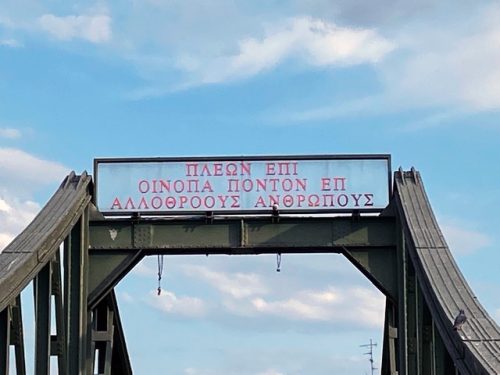 ΠΛΕΩΝ ΕΠΙ
ΟΙΝΟΠΑ ΠΟΝΤΟΝ ΕΠ
ΑΛΛΟΘΡΟΟΥΣ ΑΝΘΡΩΠΟΥΣ